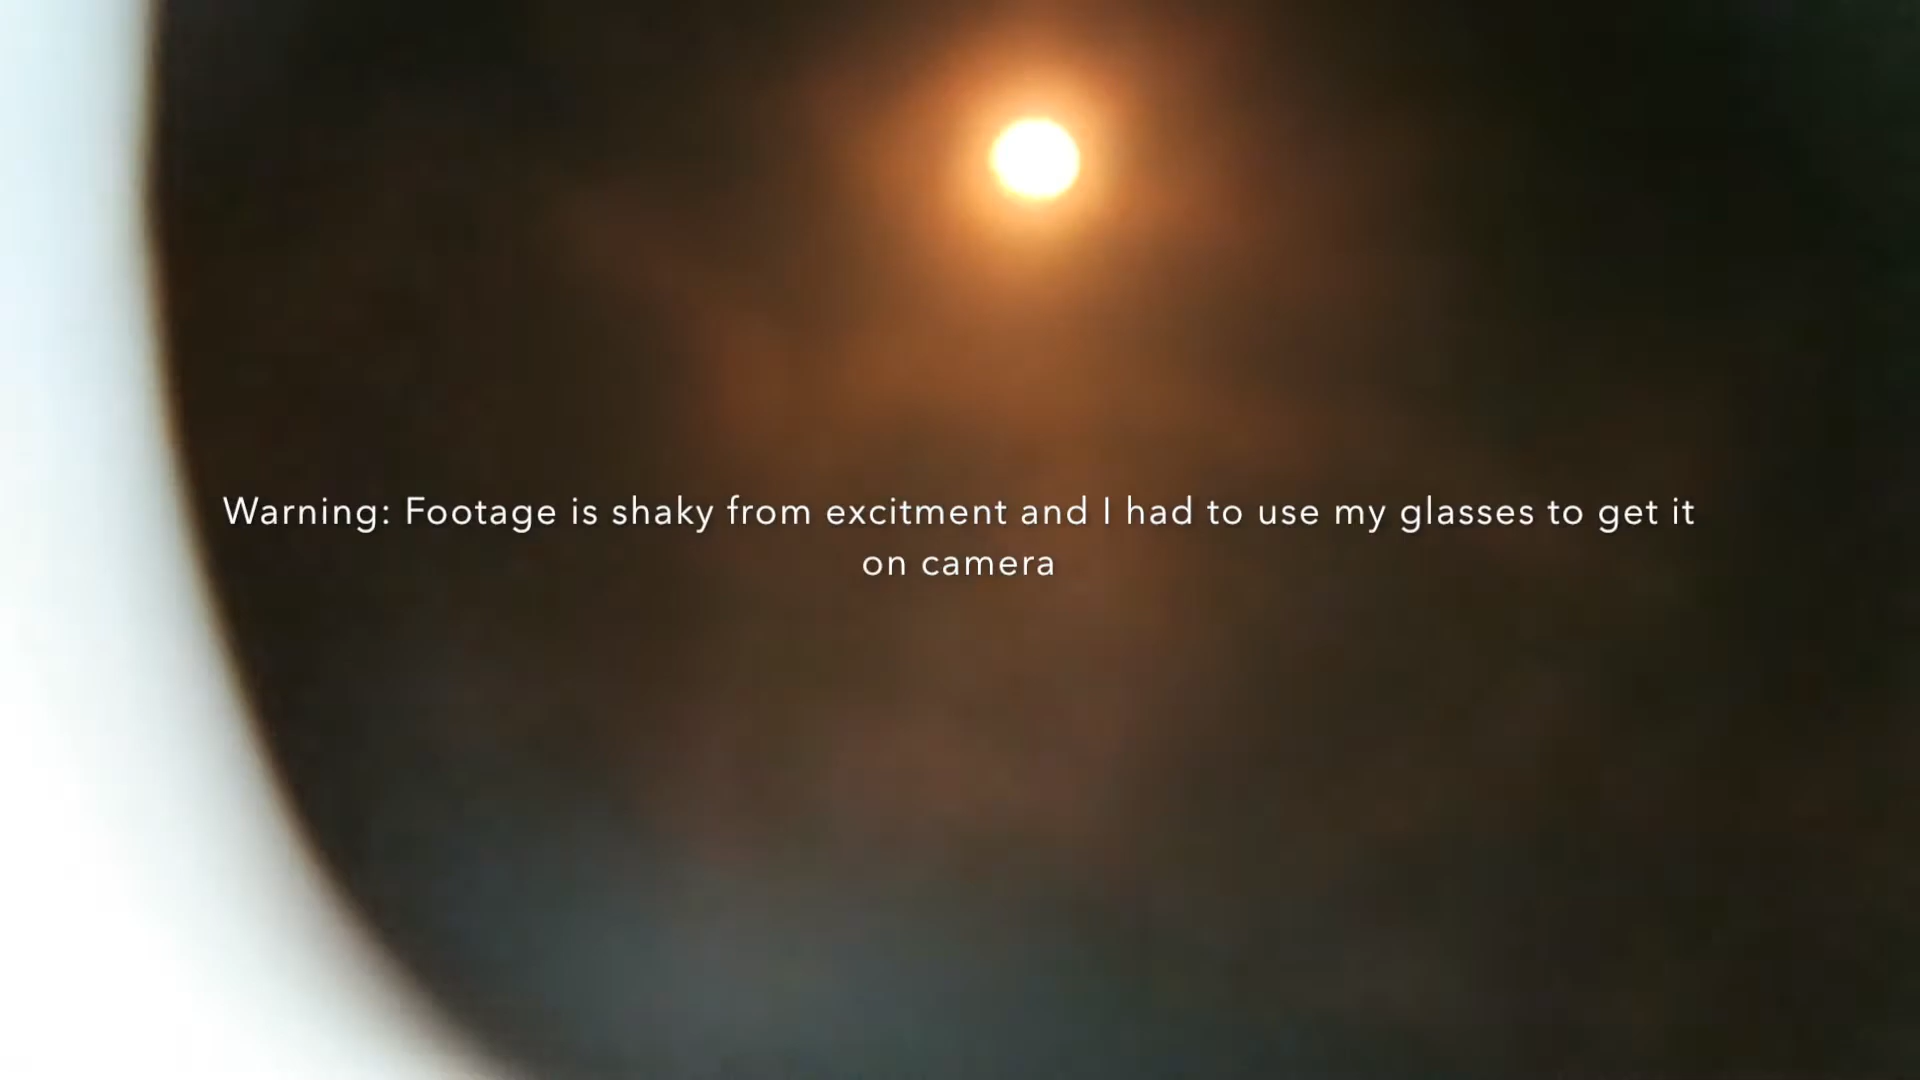 Warning: Footage is shaky from excitment and I had to use my glasses to get it
on camera